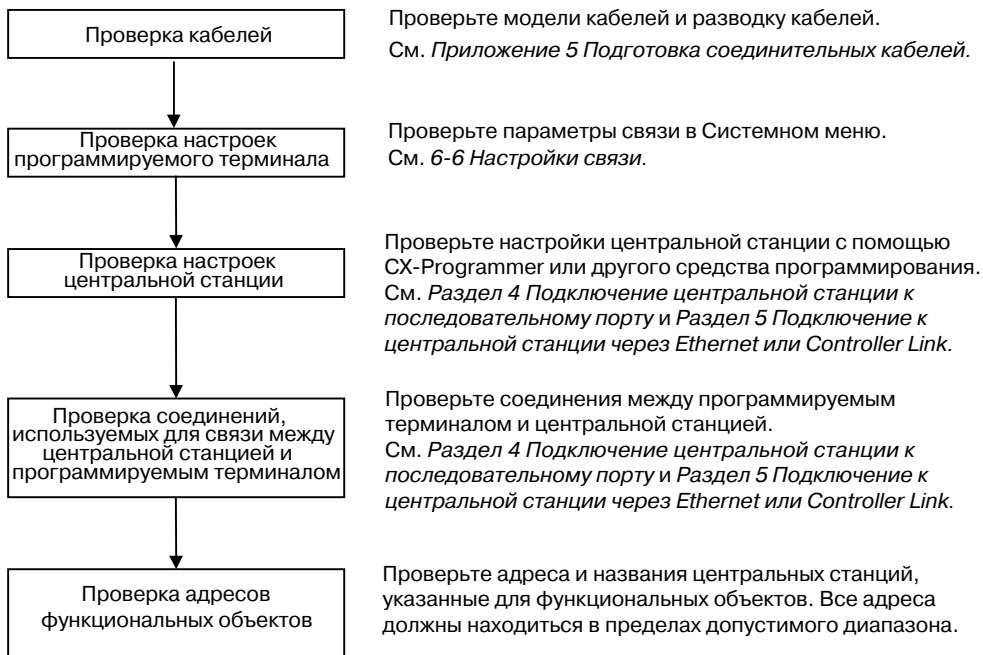 Проверка кабелей
Проверьте модели кабелей и разводку кабелей.
См. Приложение 5 Подготовка соединительных кабелей.
Проверка настроек
программируемого терминала
Проверьте параметры связи в Системном меню.
См. 6-6 Настройки связи.
Проверка настроек
центральной станции
Проверьте настройки центральной станции с помощью
CX-Programmer или другого средства программирования.
См. Раздел 4 Подключение центральной станции к
последовательному порту и Раздел 5 Подключение к
центральной станции через Ethernet или Controller Link.
Проверка соединений,
используемых для связи между
центральной станцией и
программируемым терминалом
Проверьте соединения между программируемым
терминалом и центральной станцией.
См. Раздел 4 Подключение центральной станции к
последовательному порту и Раздел 5 Подключение к
центральной станции через Ethernet или Controller Link.
Проверка адресов
функциональных объектов
Проверьте адреса и названия центральных станций,
указанные для функциональных объектов. Все адреса
должны находиться в пределах допустимого диапазона.